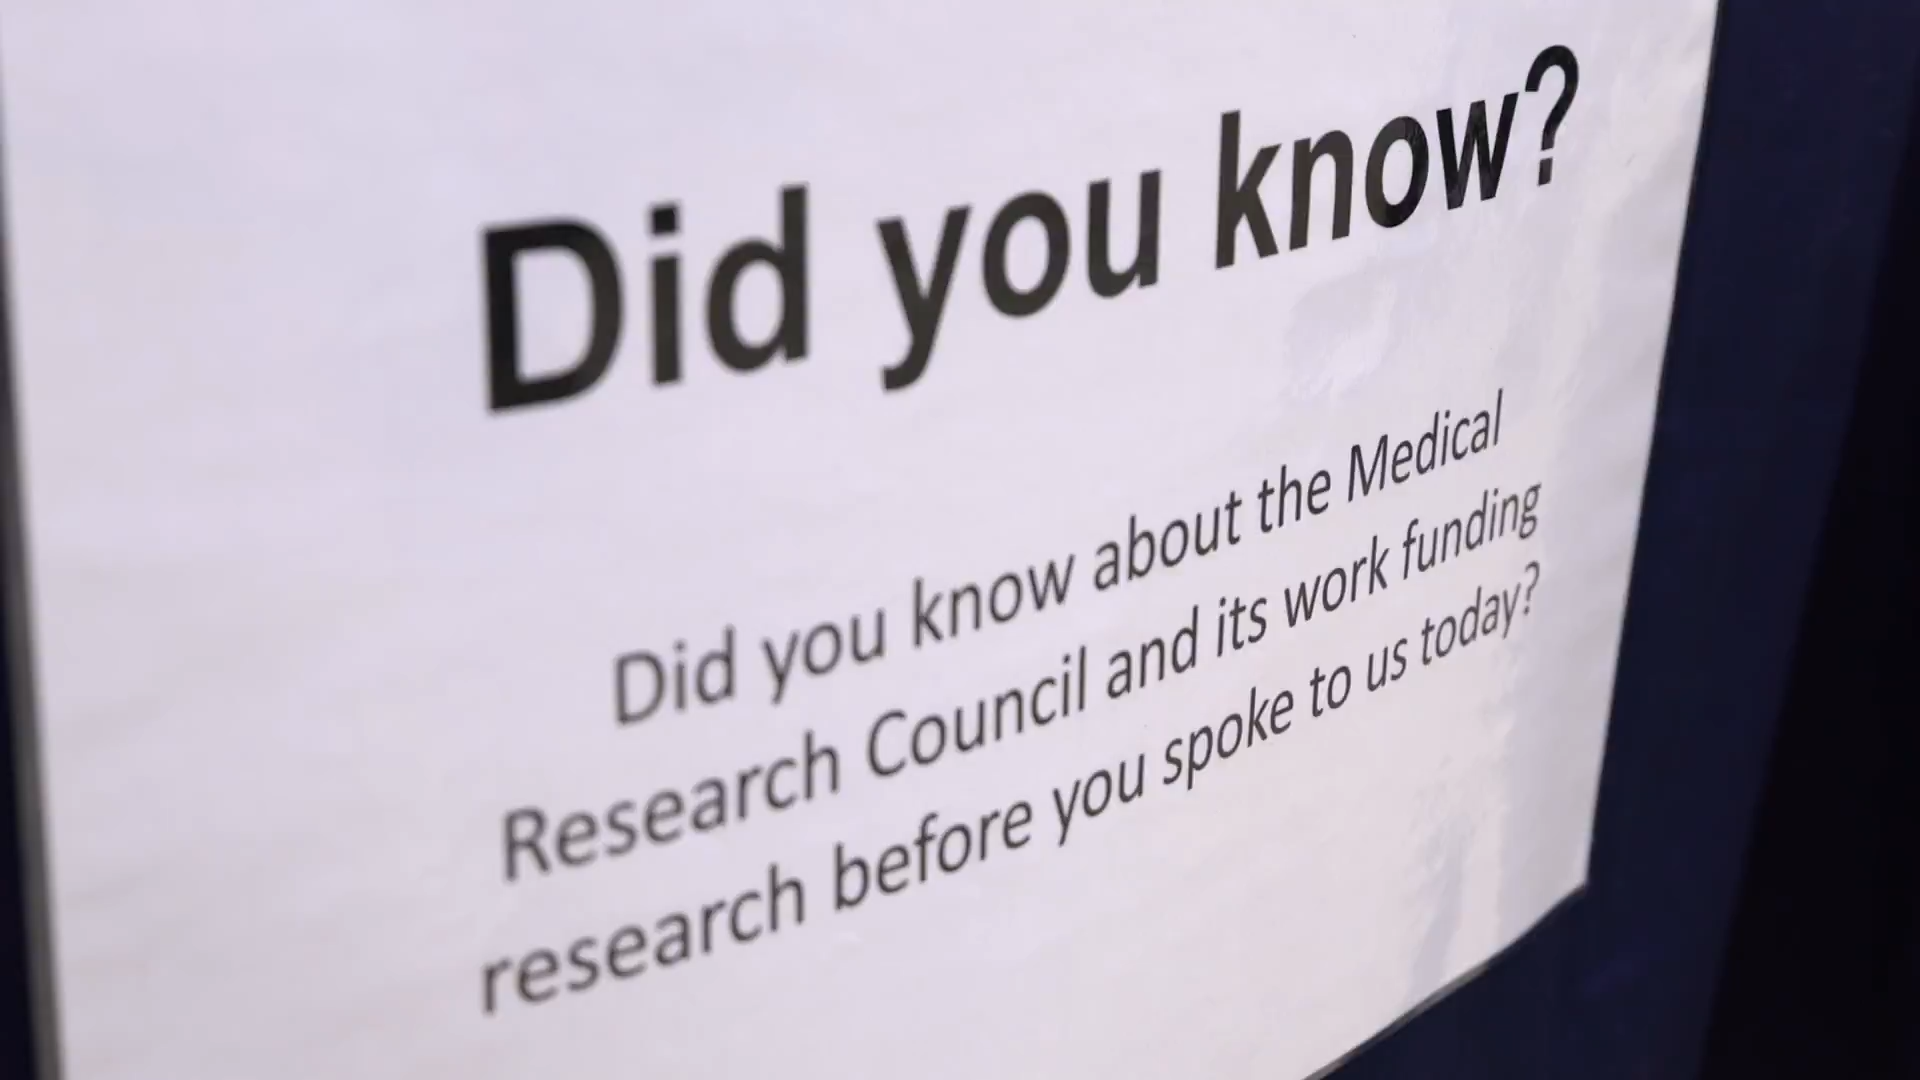 Did you know?
Did you know about the Medical
Research Council and its work funding
research before you spoke to us today?